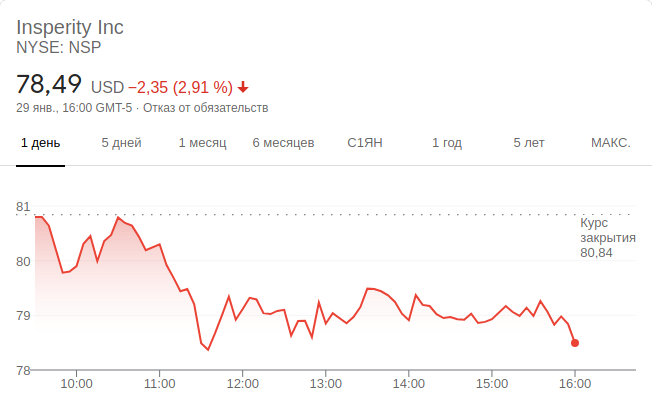 Insperity Inc
NYSE: NSP
78,49 USD −2,35 (2,91 %)
29 янв., 16:00 GMT-5 · Отказ от обязательств
1 день 5 дней 1 месяц 6 месяцев С1ЯН 1 год 5 лет МАКС.
81
Курс
закрытия
80,84
80
79
78
10:00 11:00 12:00 13:00 14:00 15:00 16:00